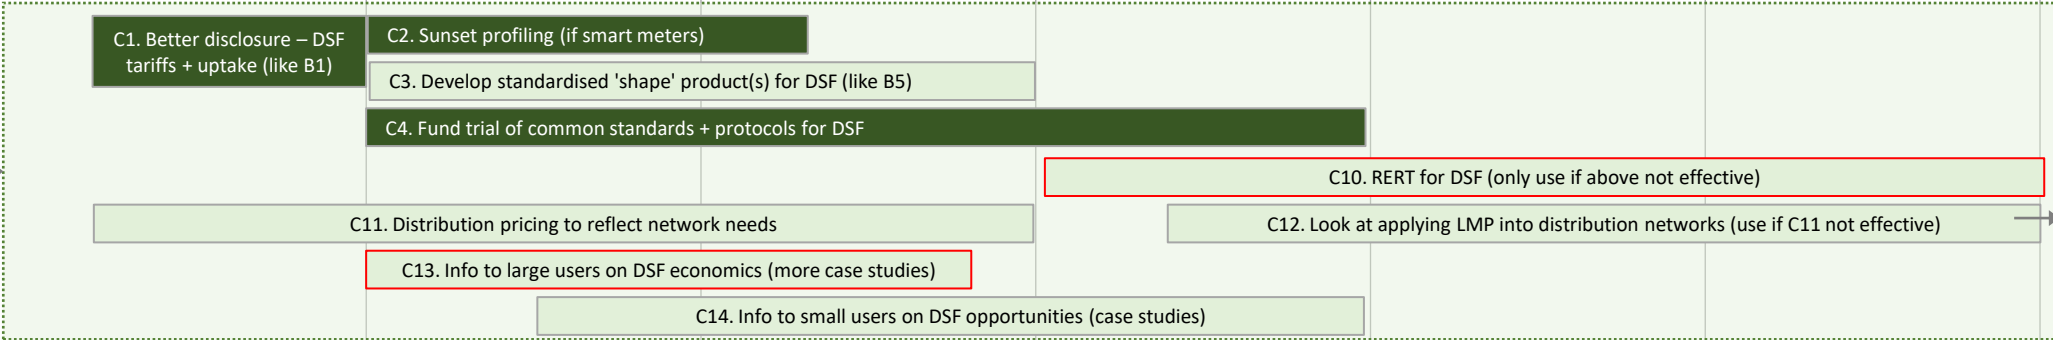 C1. Better disclosure – DSF
tariffs + uptake (like B1)
C2. Sunset profiling (if smart meters)
C3. Develop standardised 'shape' product(s) for DSF (like B5)
C4. Fund trial of common standards + protocols for DSF
C10. RERT for DSF (only use if above not effective)
C11. Distribution pricing to reflect network needs
C12. Look at applying LMP into distribution networks (use if C11 not effective)
C13. Info to large users on DSF economics (more case studies)
C14. Info to small users on DSF opportunities (case studies)